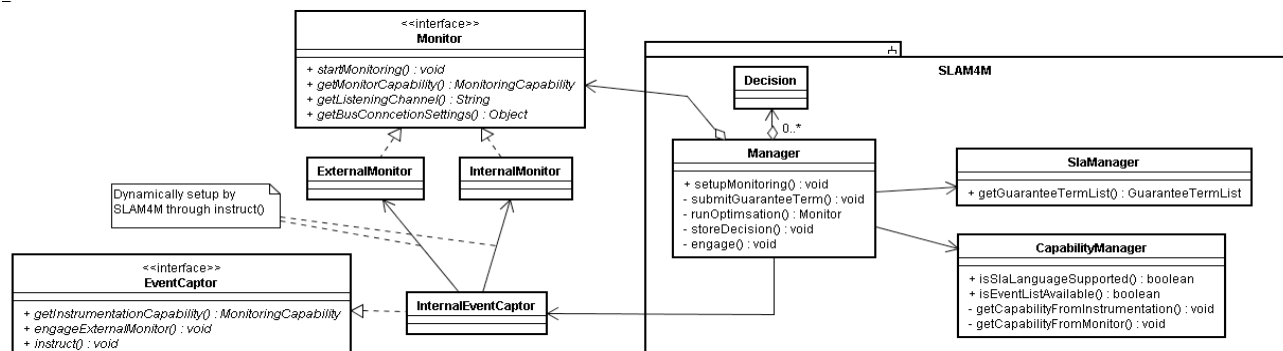 <<interface>>
Monitor
+ startMonitoring() : void
+ getMonitorCapability() : MonitoringCapability
+ getListeningChannel() : String
+ getBusConncetionSettings() : Object
SLAM4M
Decision
0..*
Manager
+ setupMonitoring() : void
- submitGuaranteeTerm() : void
- runOptimsation() : Monitor
- storeDecision() : void
- engage() : void
SlaManager
+ getGuaranteeTermList() : GuaranteeTermList
CapabilityManager
+ isSlaLanguageSupported() : boolean
+ isEventListAvailable() : boolean
- getCapabilityFromInstrumentation() : void
- getCapabilityFromMonitor() : void
ExternalMonitor
InternalMonitor
Dynamically setup by
SLAM4M through instruct()
<<interface>>
EventCaptor
+ getInstrumentationCapability() : MonitoringCapability
+ engageExternalMonitor() : void
+ instruct() : void
InternalEventCaptor